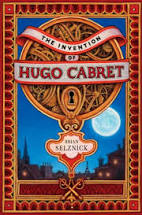 THE INVENTION
OF
HUGO CABRET
BRIAN
SELZNICK